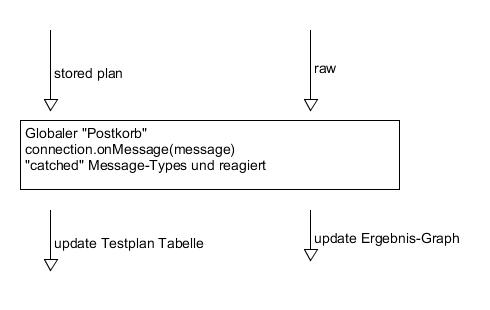 stored plan
raw
Globaler "Postkorb"
connection.onMessage(message)
"catched" Message-Types und reagiert
update Testplan Tabelle
update Ergebnis-Graph